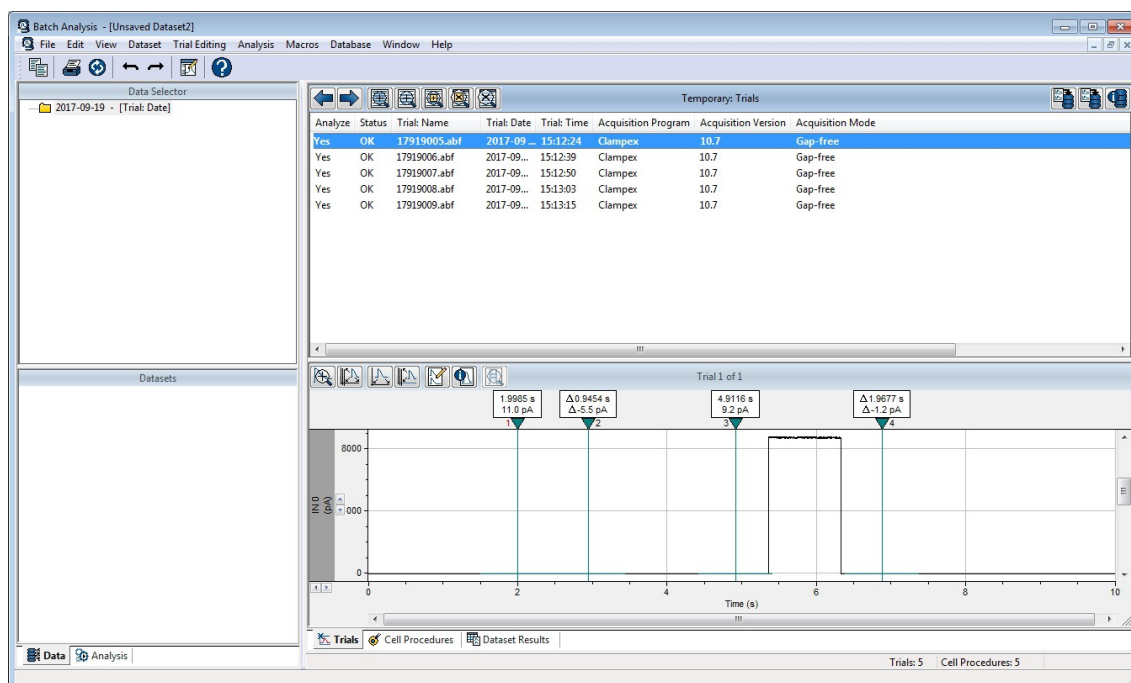 Batch Analysis - [Unsaved Dataset2]
File Edit View Dataset Trial Editing Analysis Macros Database Window Help
Data Selector
2017-09-19 - [Trial: Date]
Datasets
Data Analysis
Temporary: Trials
Analyze Status Trial: Name Trial: Date Trial: Time Acquisition Program Acquisition Version Acquisition Mode
Yes OK 17919005.abf 2017-09 ... 15:12:24 Clampex 10.7 Gap-free
Yes OK 17919006.abf 2017-09... 15:12:39 Clampex 10.7 Gap-free
Yes OK 17919007.abf 2017-09... 15:12:50 Clampex 10.7 Gap-free
Yes OK 17919008.abf 2017-09... 15:13:03 Clampex 10.7 Gap-free
Yes OK 17919009.abf 2017-09... 15:13:15 Clampex 10.7 Gap-free
Trial 1 of 1
1.9985 s Δ0.9454 s 4.9116 s Δ1.9677 s
11.0 pA Δ-5.5 pA 9.2 pA Δ-1.2 pA
1 2 3 4
8000
000
0
IN 0
(pA)
0 2 4 6 8 10
Time (s)
Trials Cell Procedures Dataset Results
Trials: 5 Cell Procedures: 5